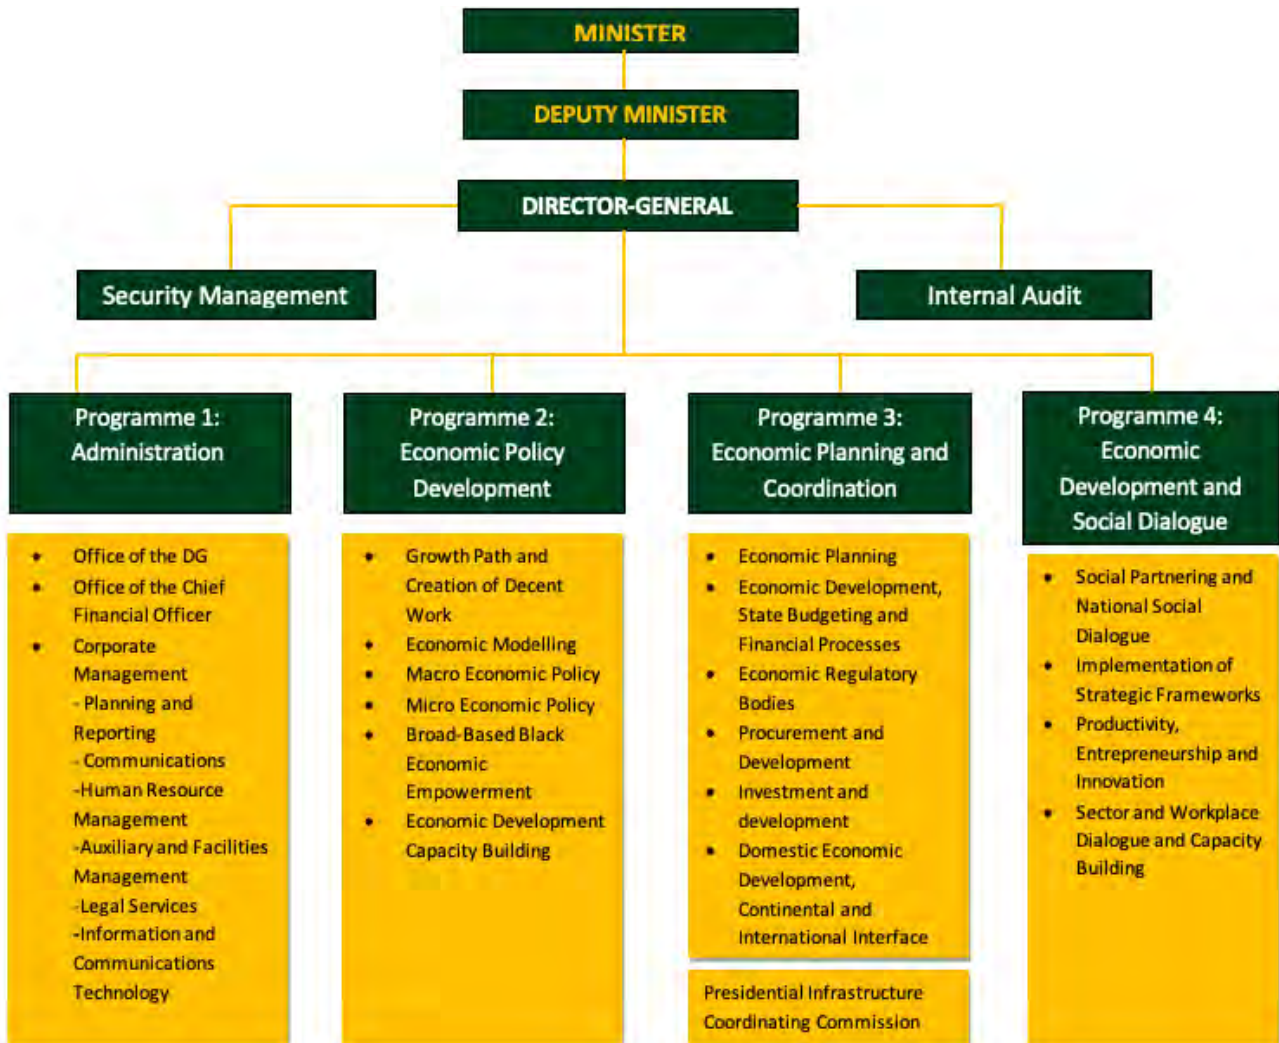 MINISTER
DEPUTY MINISTER
DIRECTOR-GENERAL
Security Management
Internal Audit
Programme 1:
Administration
• Office of the DG
• Office of the Chief
Financial Officer
• Corporate
Management
- Planning and
Reporting
- Communications
-Human Resource
Management
-Auxiliary and Facilities
Management
-Legal Services
-Information and
Communications
Technology
Programme 2:
Economic Policy
Development
• Growth Path and
Creation of Decent
Work
• Economic Modelling
• Macro Economic Policy
• Micro Economic Policy
• Broad-Based Black
Economic
Empowerment
• Economic Development
Capacity Building
Programme 3:
Economic Planning and
Coordination
• Economic Planning
• Economic Development,
State Budgeting and
Financial Processes
• Economic Regulatory
Bodies
• Procurement and
Development
• Investment and
development
• Domestic Economic
Development,
Continental and
International Interface
Presidential Infrastructure
Coordinating Commission
Programme 4:
Economic
Development and
Social Dialogue
• Social Partnering and
National Social
Dialogue
• Implementation of
Strategic Frameworks
• Productivity,
Entrepreneurship and
Innovation
• Sector and Workplace
Dialogue and Capacity
Building